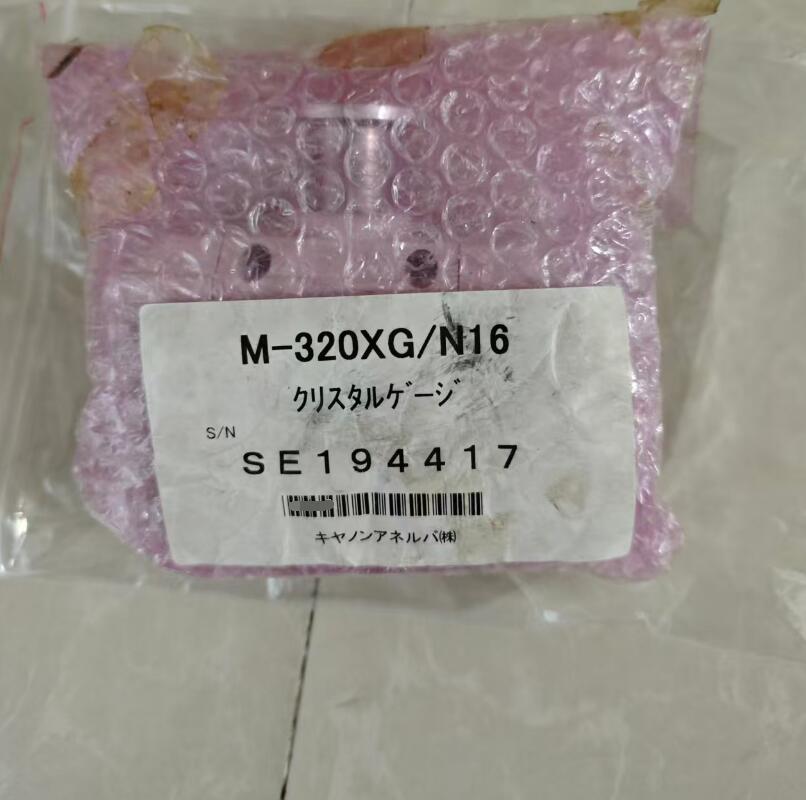 M-320XG/N16
ｸﾘｽﾀﾙｹﾞｰｼﾞ
S/N
SE194417
キヤノンアネルバ㈱